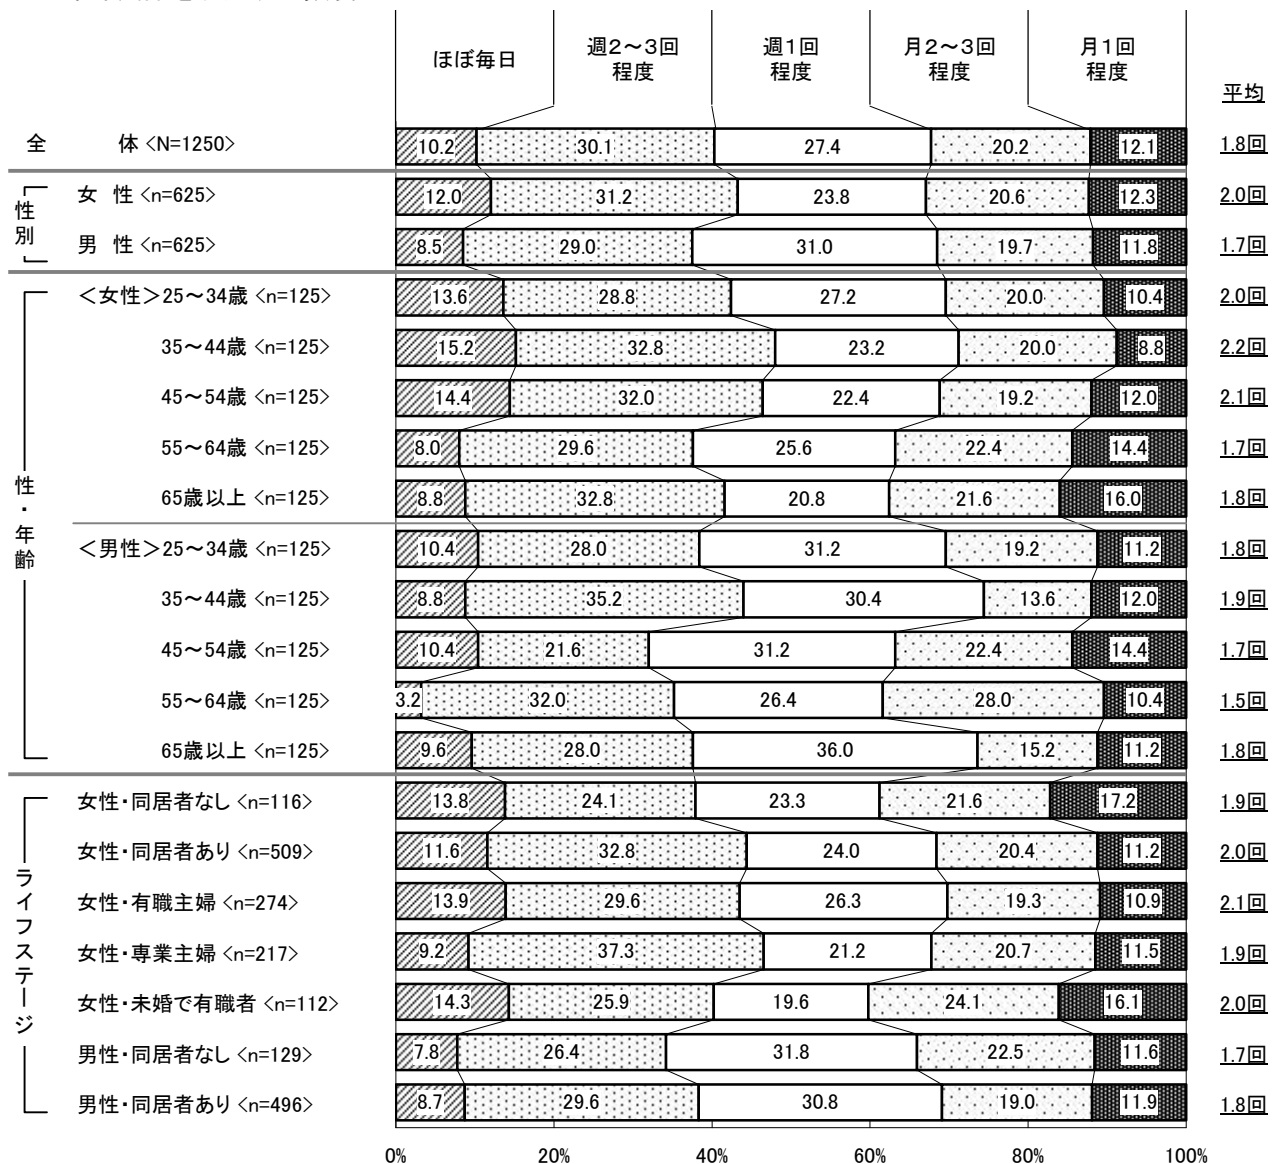 ほぼ毎日 週2～3回程度 週1回程度 月2～3回程度 月1回程度
平均
全体 <N=1250> 10.2 30.1 27.4 20.2 12.1 1.8回
性別
女性 <n=625> 12.0 31.2 23.8 20.6 12.3 2.0回
男性 <n=625> 8.5 29.0 31.0 19.7 11.8 1.7回
性・年齢
＜女性＞25～34歳 <n=125> 13.6 28.8 27.2 20.0 10.4 2.0回
35～44歳 <n=125> 15.2 32.8 23.2 20.0 8.8 2.2回
45～54歳 <n=125> 14.4 32.0 22.4 19.2 12.0 2.1回
55～64歳 <n=125> 8.0 29.6 25.6 22.4 14.4 1.7回
65歳以上 <n=125> 8.8 32.8 20.8 21.6 16.0 1.8回
＜男性＞25～34歳 <n=125> 10.4 28.0 31.2 19.2 11.2 1.8回
35～44歳 <n=125> 8.8 35.2 30.4 13.6 12.0 1.9回
45～54歳 <n=125> 10.4 21.6 31.2 22.4 14.4 1.7回
55～64歳 <n=125> 3.2 32.0 26.4 28.0 10.4 1.5回
65歳以上 <n=125> 9.6 28.0 36.0 15.2 11.2 1.8回
ライフステージ
女性・同居者なし <n=116> 13.8 24.1 23.3 21.6 17.2 1.9回
女性・同居者あり <n=509> 11.6 32.8 24.0 20.4 11.2 2.0回
女性・有職主婦 <n=274> 13.9 29.6 26.3 19.3 10.9 2.1回
女性・専業主婦 <n=217> 9.2 37.3 21.2 20.7 11.5 1.9回
女性・未婚で有職者 <n=112> 14.3 25.9 19.6 24.1 16.1 2.0回
男性・同居者なし <n=129> 7.8 26.4 31.8 22.5 11.6 1.7回
男性・同居者あり <n=496> 8.7 29.6 30.8 19.0 11.9 1.8回
0% 20% 40% 60% 80% 100%